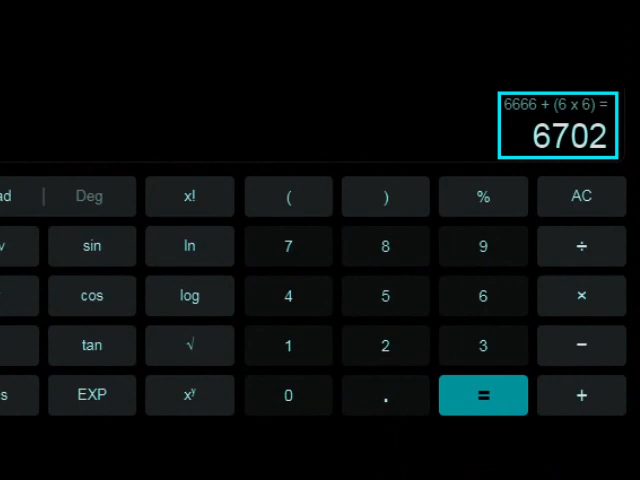 6666 + (6 x 6) =
6702
ad | Deg x! ( ) % AC
sin ln 7 8 9 ÷
cos log 4 5 6 ×
tan √ 1 2 3 −
s EXP xʸ 0 . = +